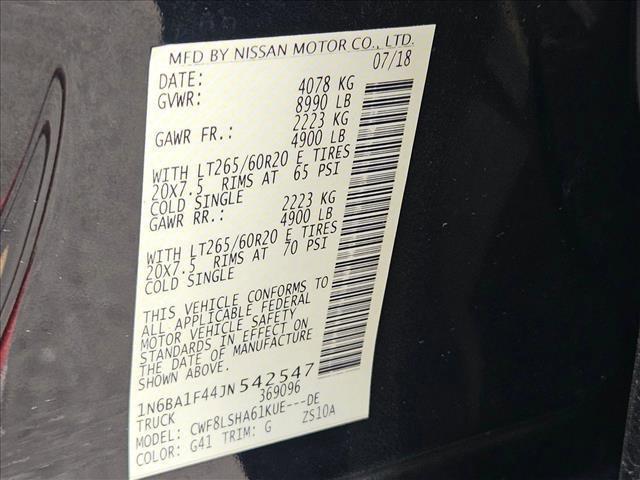 MFD BY NISSAN MOTOR CO., LTD.
DATE: 07/18
GVWR: 4078 KG
8990 LB
GAWR FR.: 2223 KG
4900 LB
WITH LT265/60R20 E TIRES
20X7.5 RIMS AT 65 PSI
COLD SINGLE
GAWR RR.: 2223 KG
4900 LB
WITH LT265/60R20 E TIRES
20X7.5 RIMS AT 70 PSI
COLD SINGLE
THIS VEHICLE CONFORMS TO
ALL APPLICABLE FEDERAL
MOTOR VEHICLE SAFETY
STANDARDS IN EFFECT ON
THE DATE OF MANUFACTURE
SHOWN ABOVE.
1N6BA1F44JN542547
TRUCK 369096
MODEL: CWF8LSHA61KUE---DE
COLOR: G41 TRIM: G ZS10A